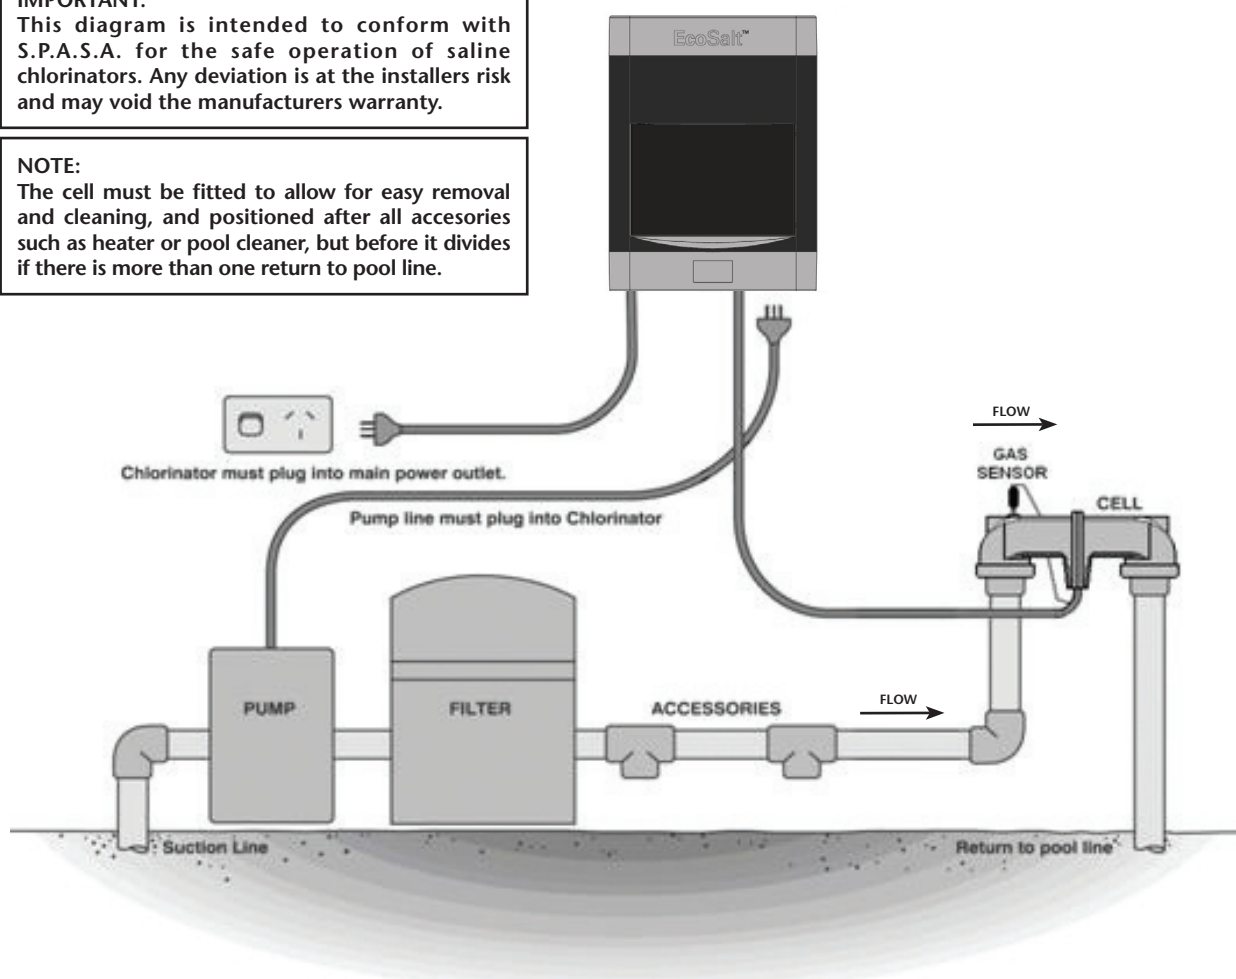 IMPORTANT:
This diagram is intended to conform with
S.P.A.S.A. for the safe operation of saline
chlorinators. Any deviation is at the installers risk
and may void the manufacturers warranty.
NOTE:
The cell must be fitted to allow for easy removal
and cleaning, and positioned after all accesories
such as heater or pool cleaner, but before it divides
if there is more than one return to pool line.
EcoSalt™
Chlorinator must plug into main power outlet.
Pump line must plug into Chlorinator
FLOW
GAS
SENSOR
CELL
PUMP
FILTER
ACCESSORIES
FLOW
Suction Line
Return to pool line